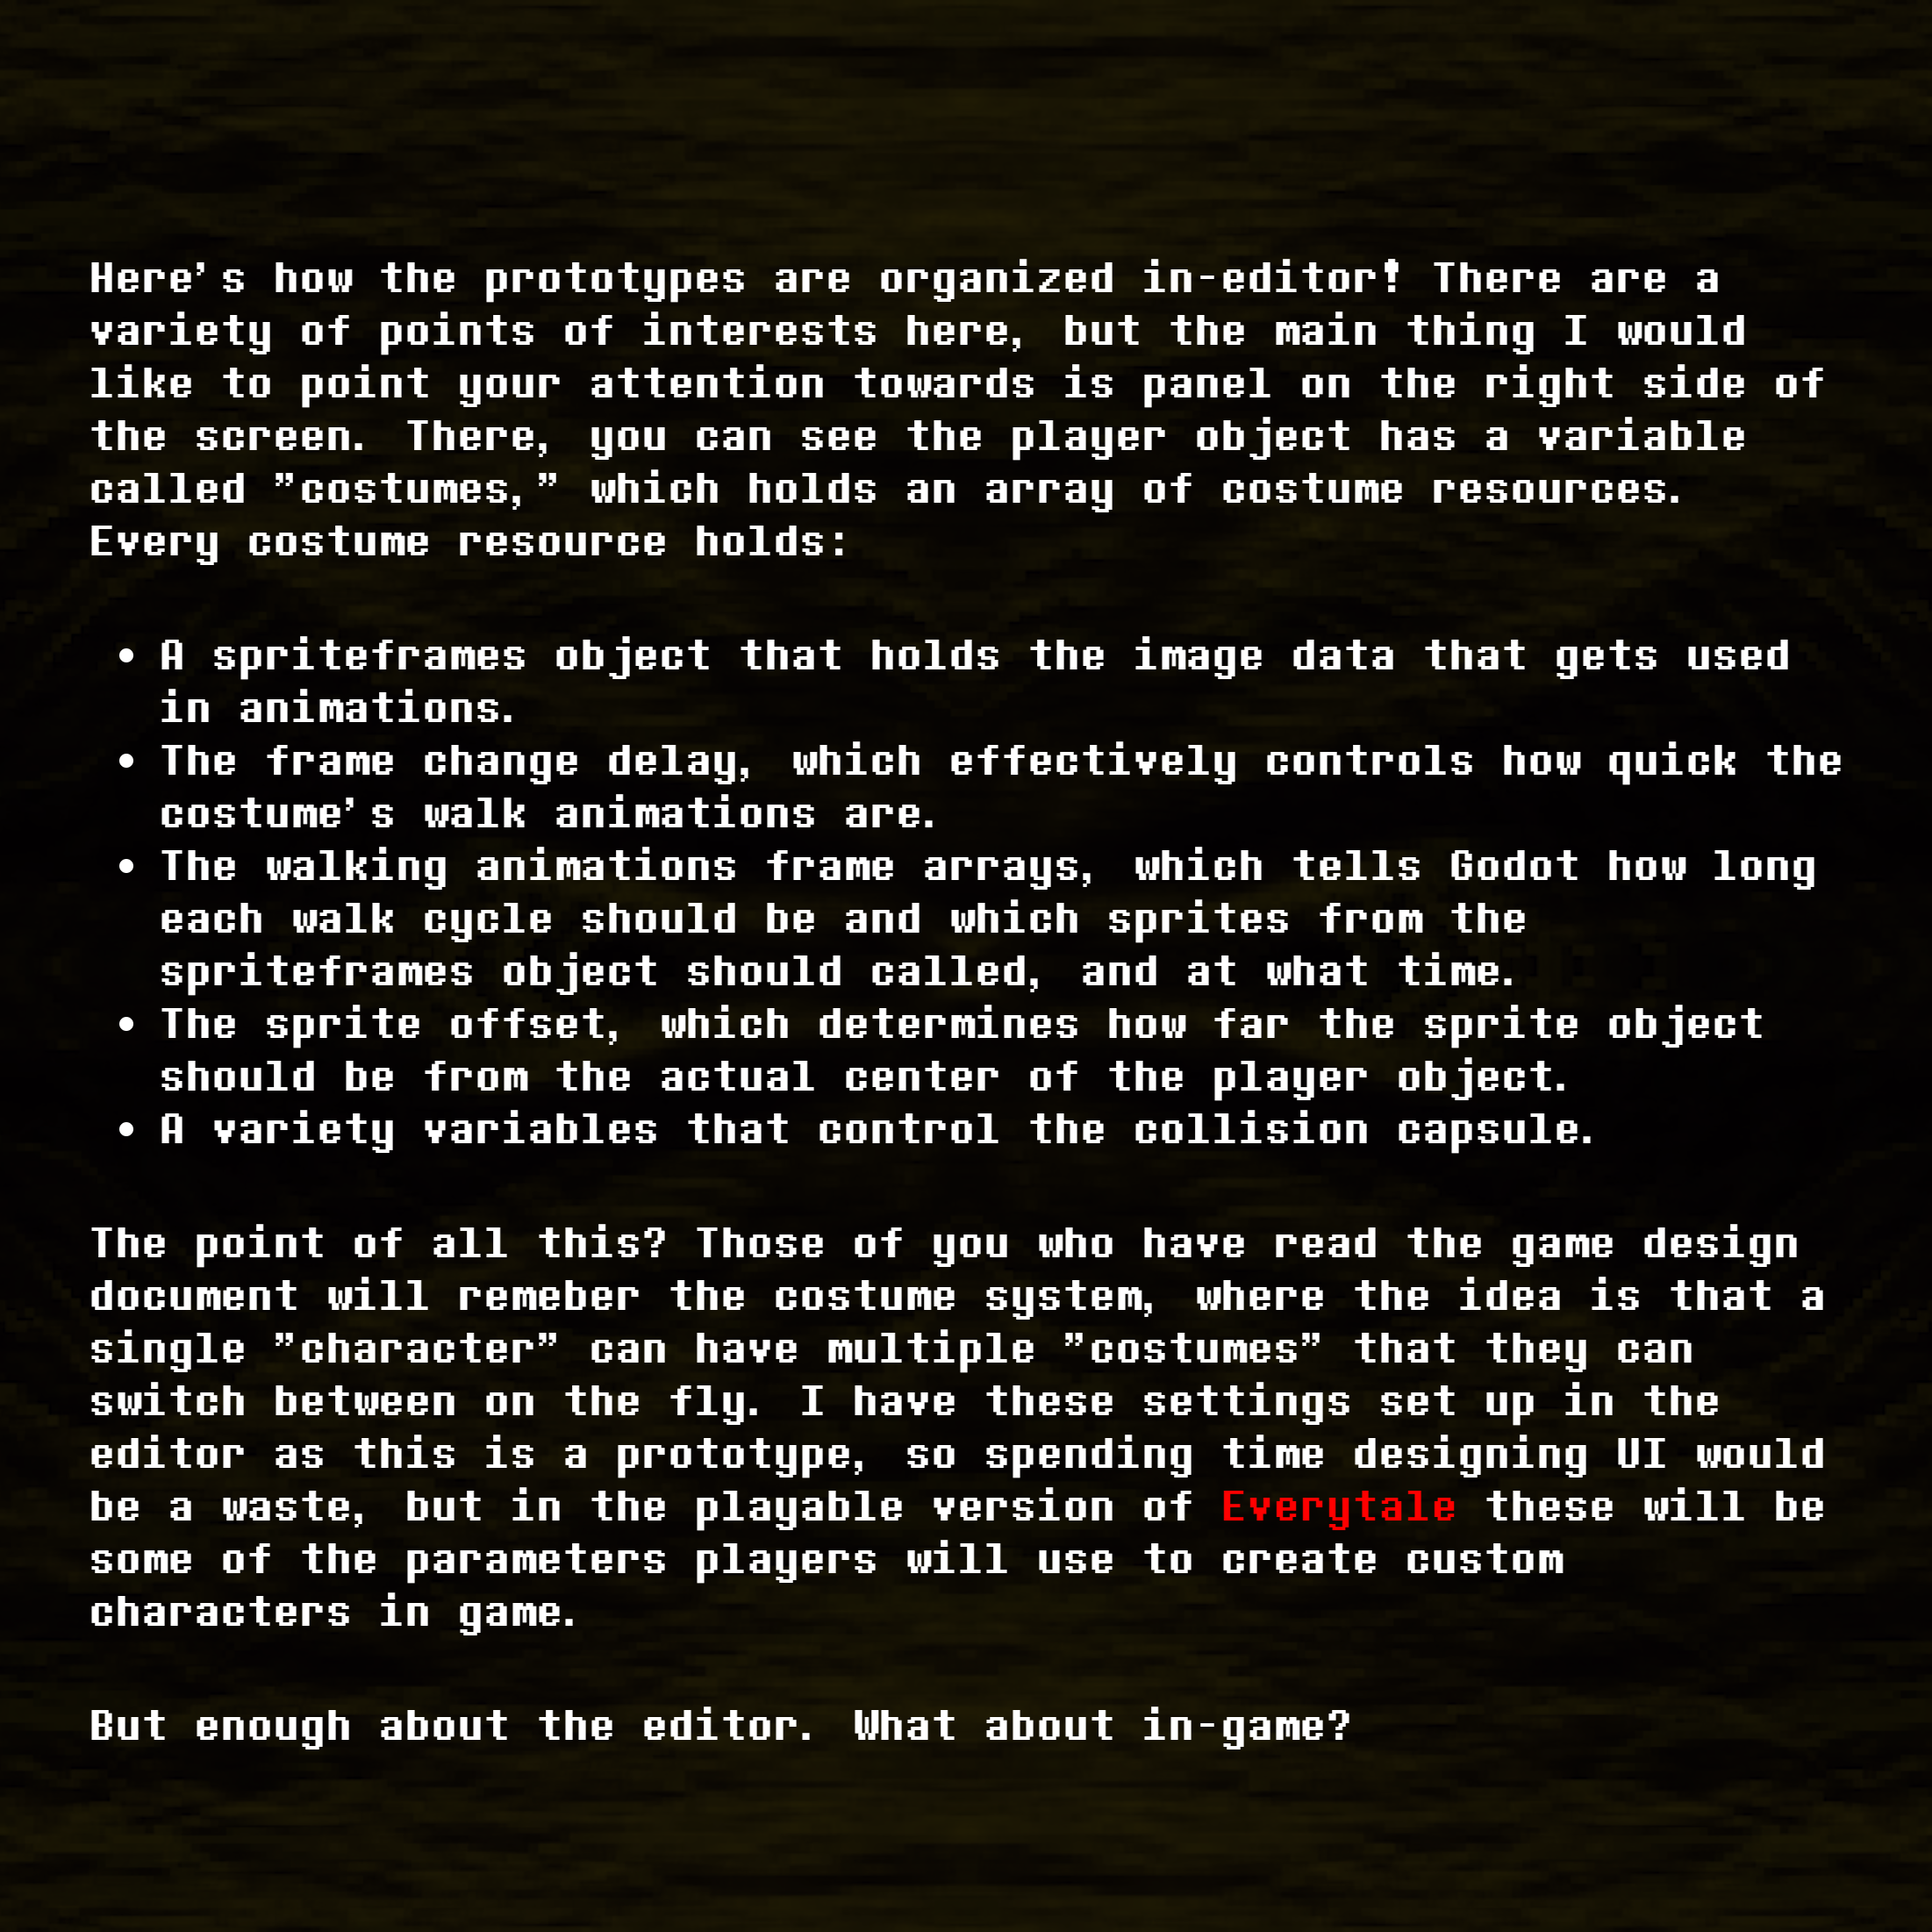 Here's how the prototypes are organized in-editor! There are a
variety of points of interests here, but the main thing I would
like to point your attention towards is panel on the right side of
the screen. There, you can see the player object has a variable
called "costumes," which holds an array of costume resources.
Every costume resource holds:
• A spriteframes object that holds the image data that gets used
in animations.
• The frame change delay, which effectively controls how quick the
costume's walk animations are.
• The walking animations frame arrays, which tells Godot how long
each walk cycle should be and which sprites from the
spriteframes object should called, and at what time.
• The sprite offset, which determines how far the sprite object
should be from the actual center of the player object.
• A variety variables that control the collision capsule.
The point of all this? Those of you who have read the game design
document will remeber the costume system, where the idea is that a
single "character" can have multiple "costumes" that they can
switch between on the fly. I have these settings set up in the
editor as this is a prototype, so spending time designing UI would
be a waste, but in the playable version of Everytale these will be
some of the parameters players will use to create custom
characters in game.
But enough about the editor. What about in-game?